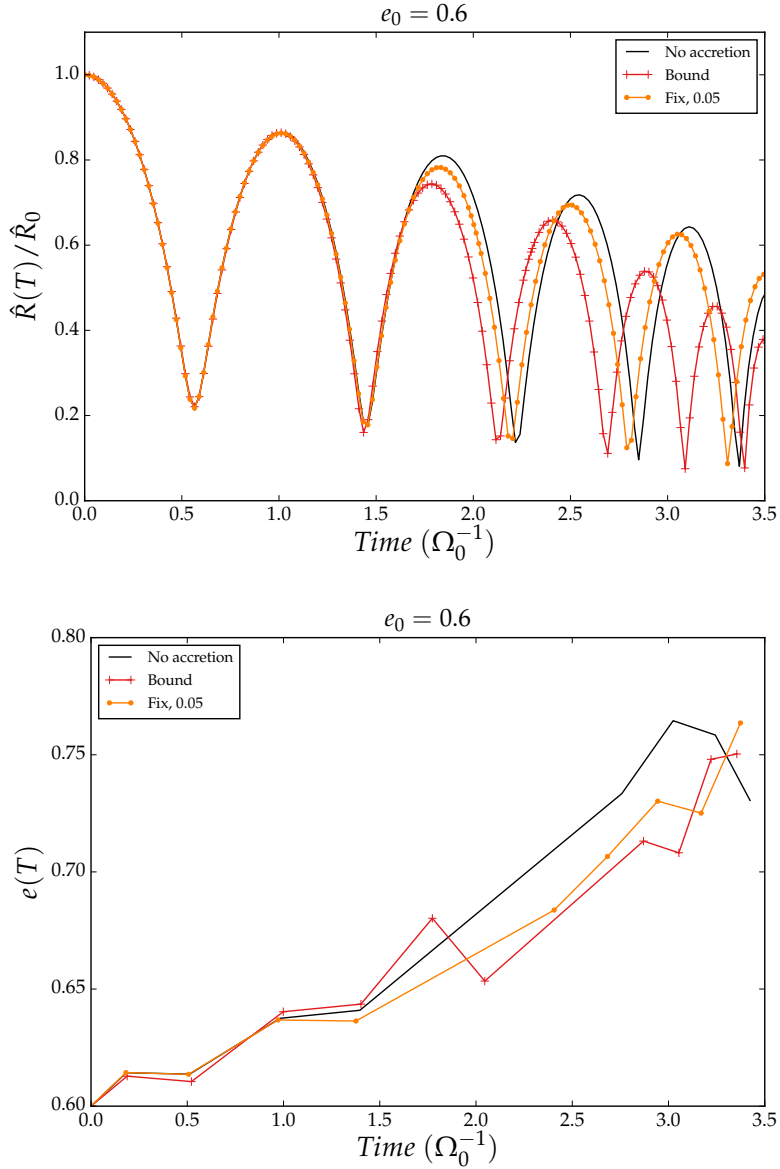 e₀ = 0.6
No accretion
Bound
Fix, 0.05
R̂(T)/R̂₀
1.0
0.8
0.6
0.4
0.2
0.0
0.0 0.5 1.0 1.5 2.0 2.5 3.0 3.5
Time (Ω₀⁻¹)
e₀ = 0.6
No accretion
Bound
Fix, 0.05
e(T)
0.80
0.75
0.70
0.65
0.60
0.0 0.5 1.0 1.5 2.0 2.5 3.0 3.5
Time (Ω₀⁻¹)